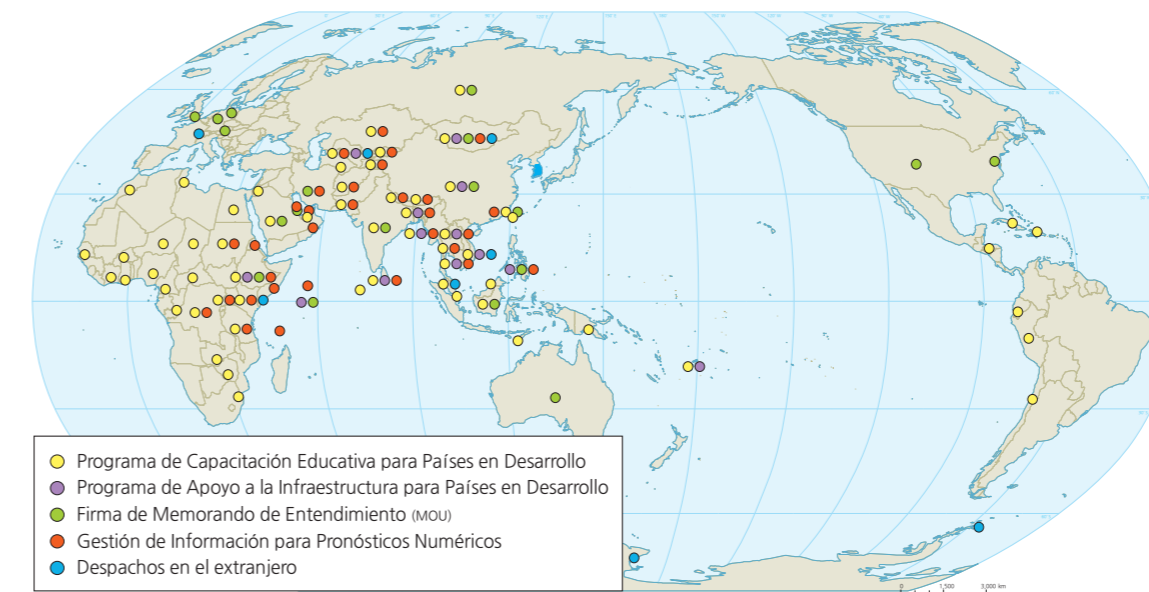 Programa de Capacitación Educativa para Países en Desarrollo
Programa de Apoyo a la Infraestructura para Países en Desarrollo
Firma de Memorando de Entendimiento (MOU)
Gestión de Información para Pronósticos Numéricos
Despachos en el extranjero
0 1,500 3,000 km